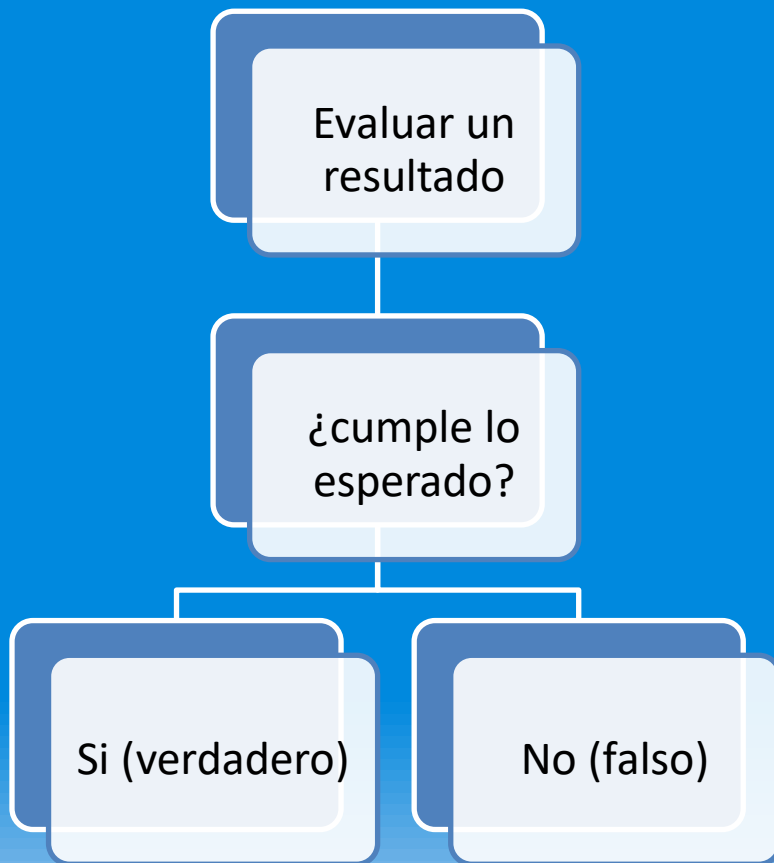 Evaluar un
resultado
¿cumple lo
esperado?
Si (verdadero)
No (falso)